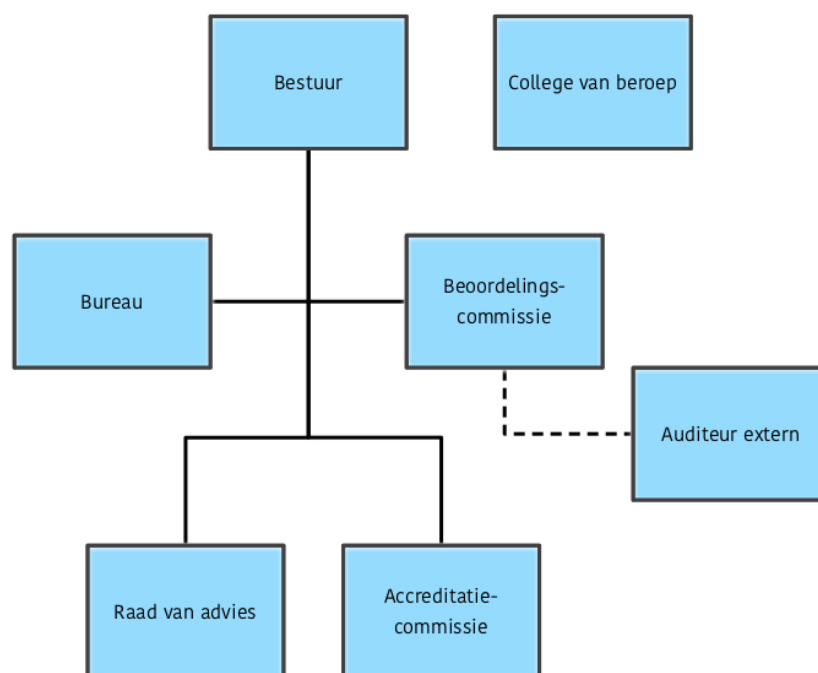 Bestuur
College van beroep
Bureau
Beoordelings-
commissie
Auditeur extern
Raad van advies
Accreditatie-
commissie